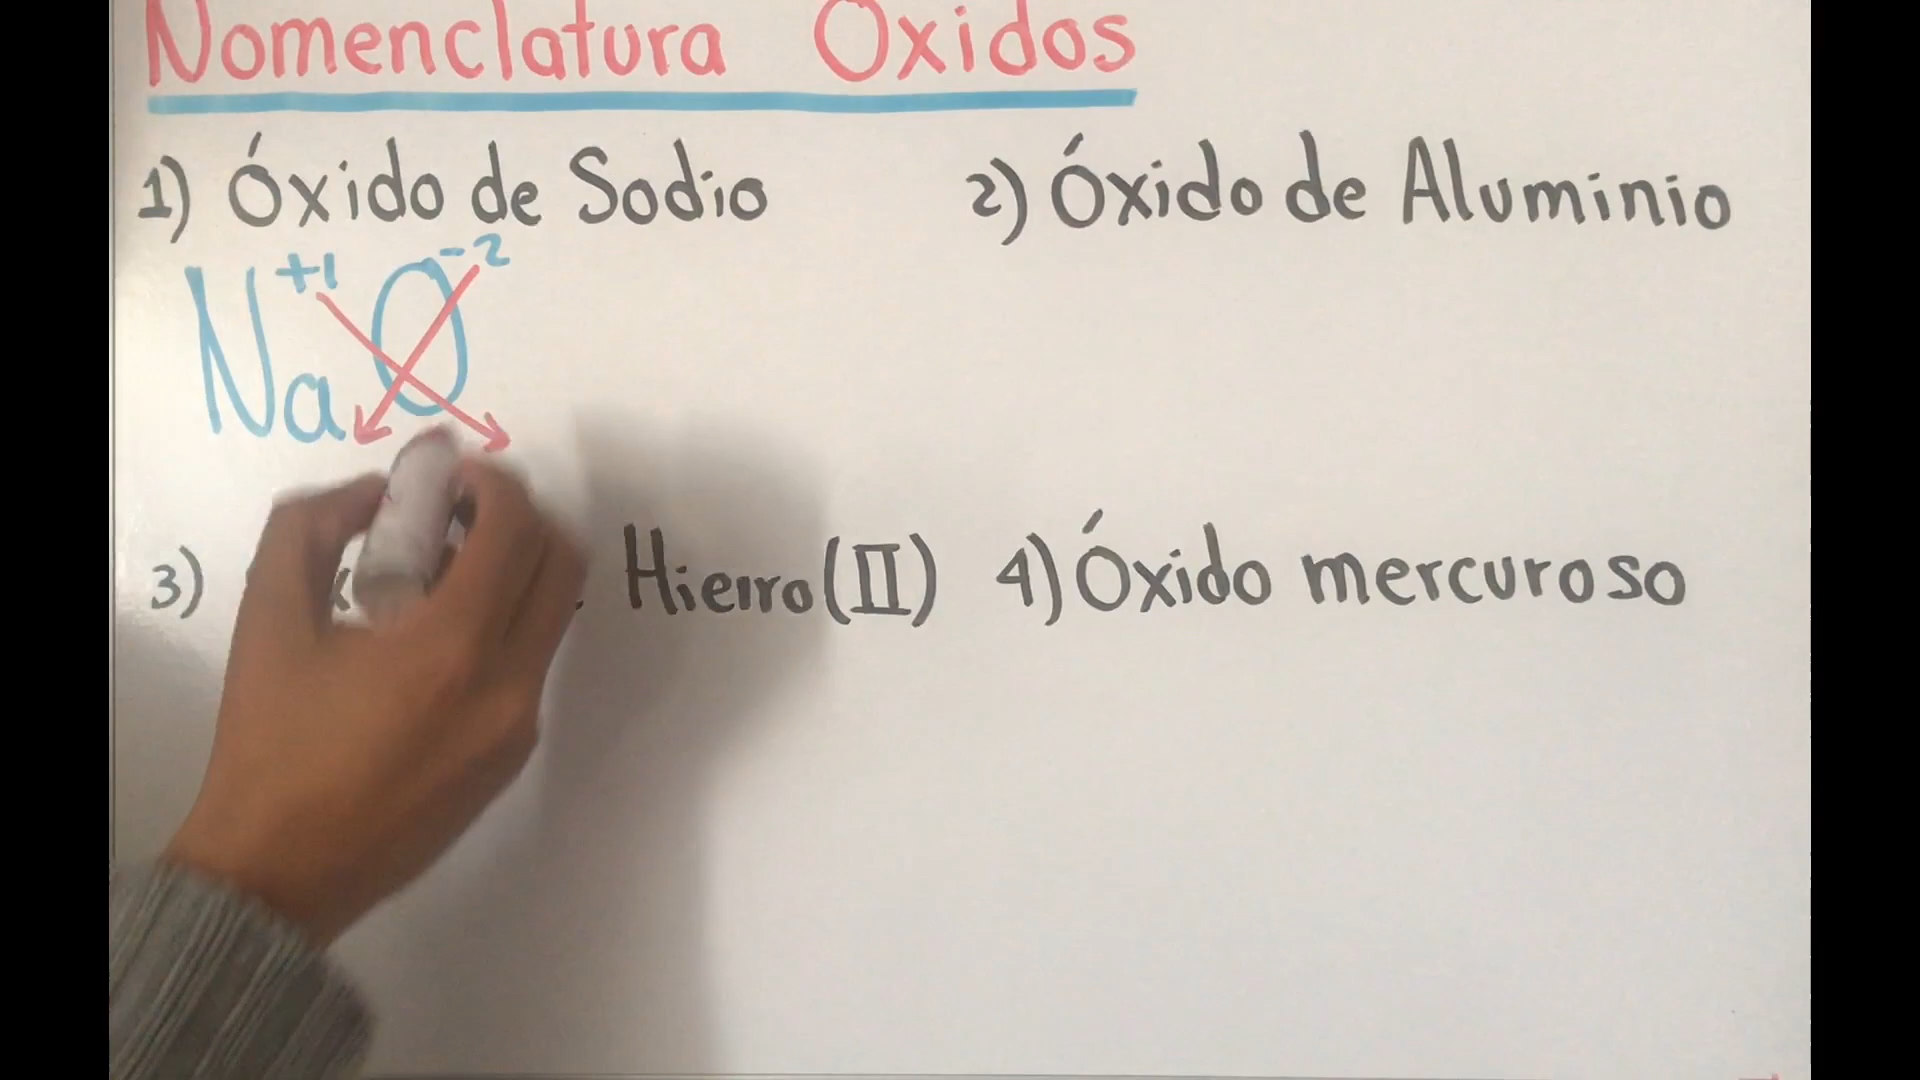 Nomenclatura Oxidos
1) Óxido de Sodio
2) Óxido de Aluminio
Na+1 O-2
3) Hierro (II)
4) Óxido mercuroso